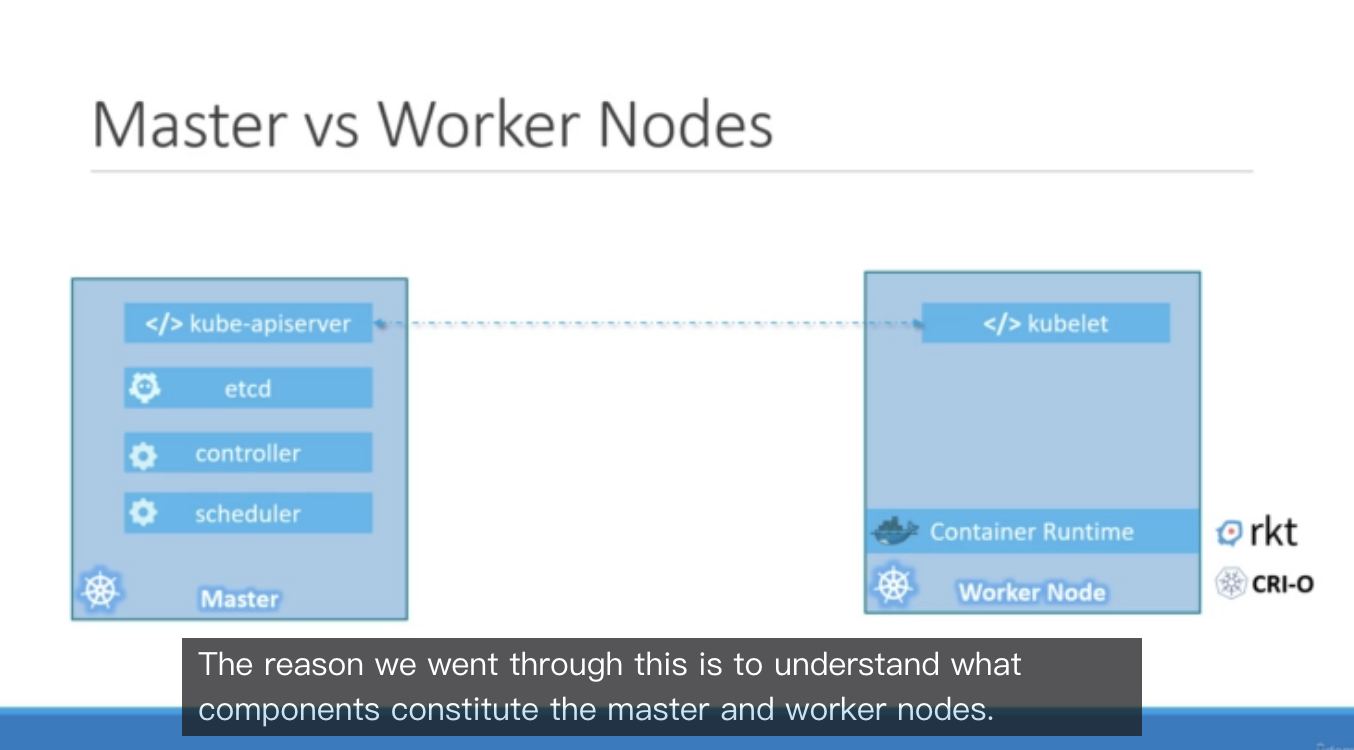 Master vs Worker Nodes
</> kube-apiserver
</> kubelet
etcd
controller
scheduler
Container Runtime
rkt
CRI-O
Master
Worker Node
The reason we went through this is to understand what
components constitute the master and worker nodes.